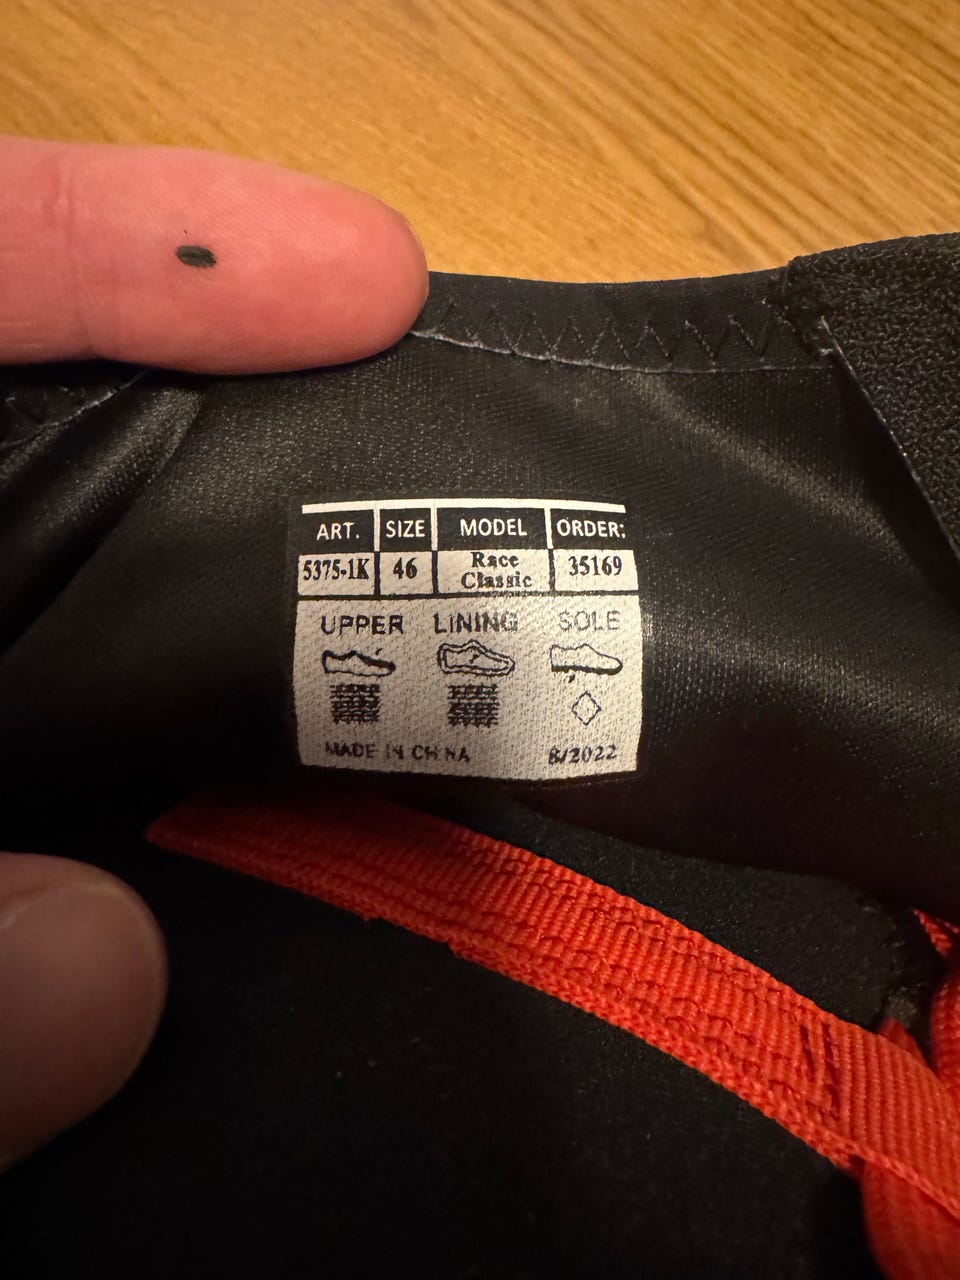 ART. SIZE MODEL ORDER:
5375-1K 46 Race Classic 35169
UPPER LINING SOLE
MADE IN CHINA 8/2022